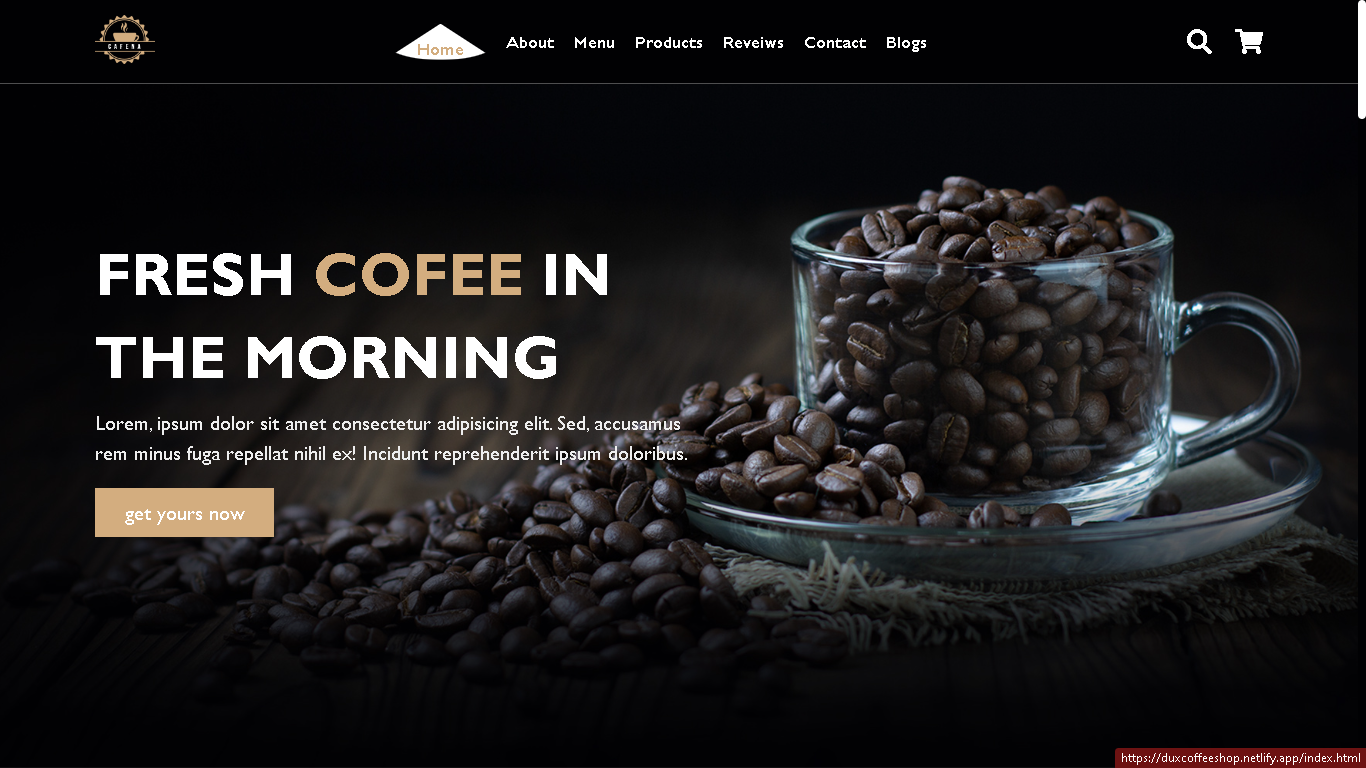 CAFENA
Home About Menu Products Reveiws Contact Blogs
FRESH COFEE IN
THE MORNING
Lorem, ipsum dolor sit amet consectetur adipisicing elit. Sed, accusamus
rem minus fuga repellat nihil ex! Incidunt reprehenderit ipsum doloribus.
get yours now
https://duxcoffeeshop.netlify.app/index.html